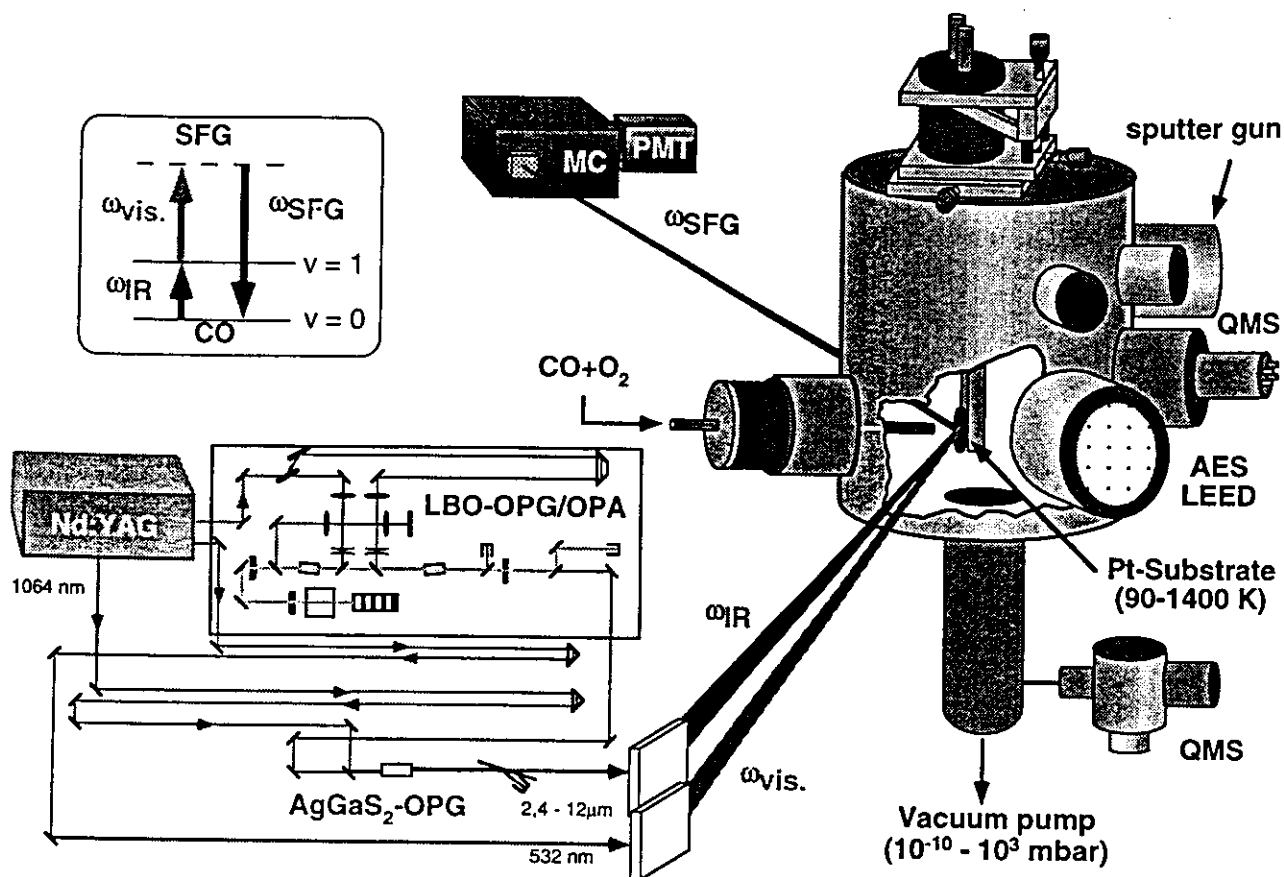 SFG
ωvis.
ωSFG
v = 1
ωIR
v = 0
CO
MC
PMT
ωSFG
sputter gun
QMS
CO+O₂
AES
LEED
Nd-YAG
LBO-OPG/OPA
1064 nm
Pt-Substrate
(90-1400 K)
ωIR
QMS
ωvis.
AgGaS₂-OPG
2,4 - 12μm
532 nm
Vacuum pump
(10⁻¹⁰ - 10³ mbar)